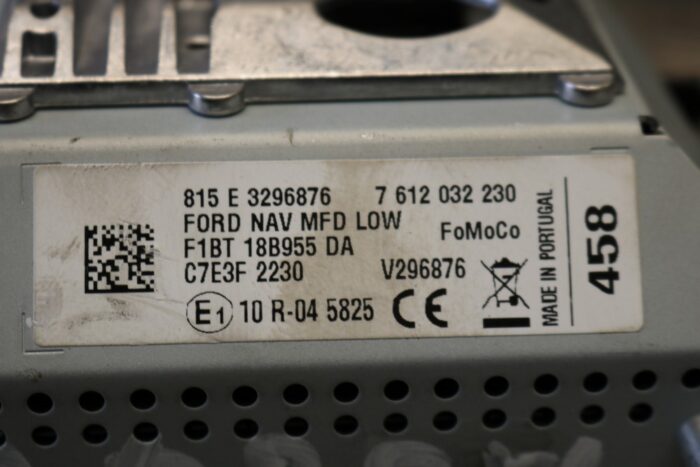 815 E 3296876 7 612 032 230
FORD NAV MFD LOW
FoMoCo
F1BT 18B955 DA
C7E3F 2230 V296876
E1 10 R-04 5825 CE
MADE IN PORTUGAL
458